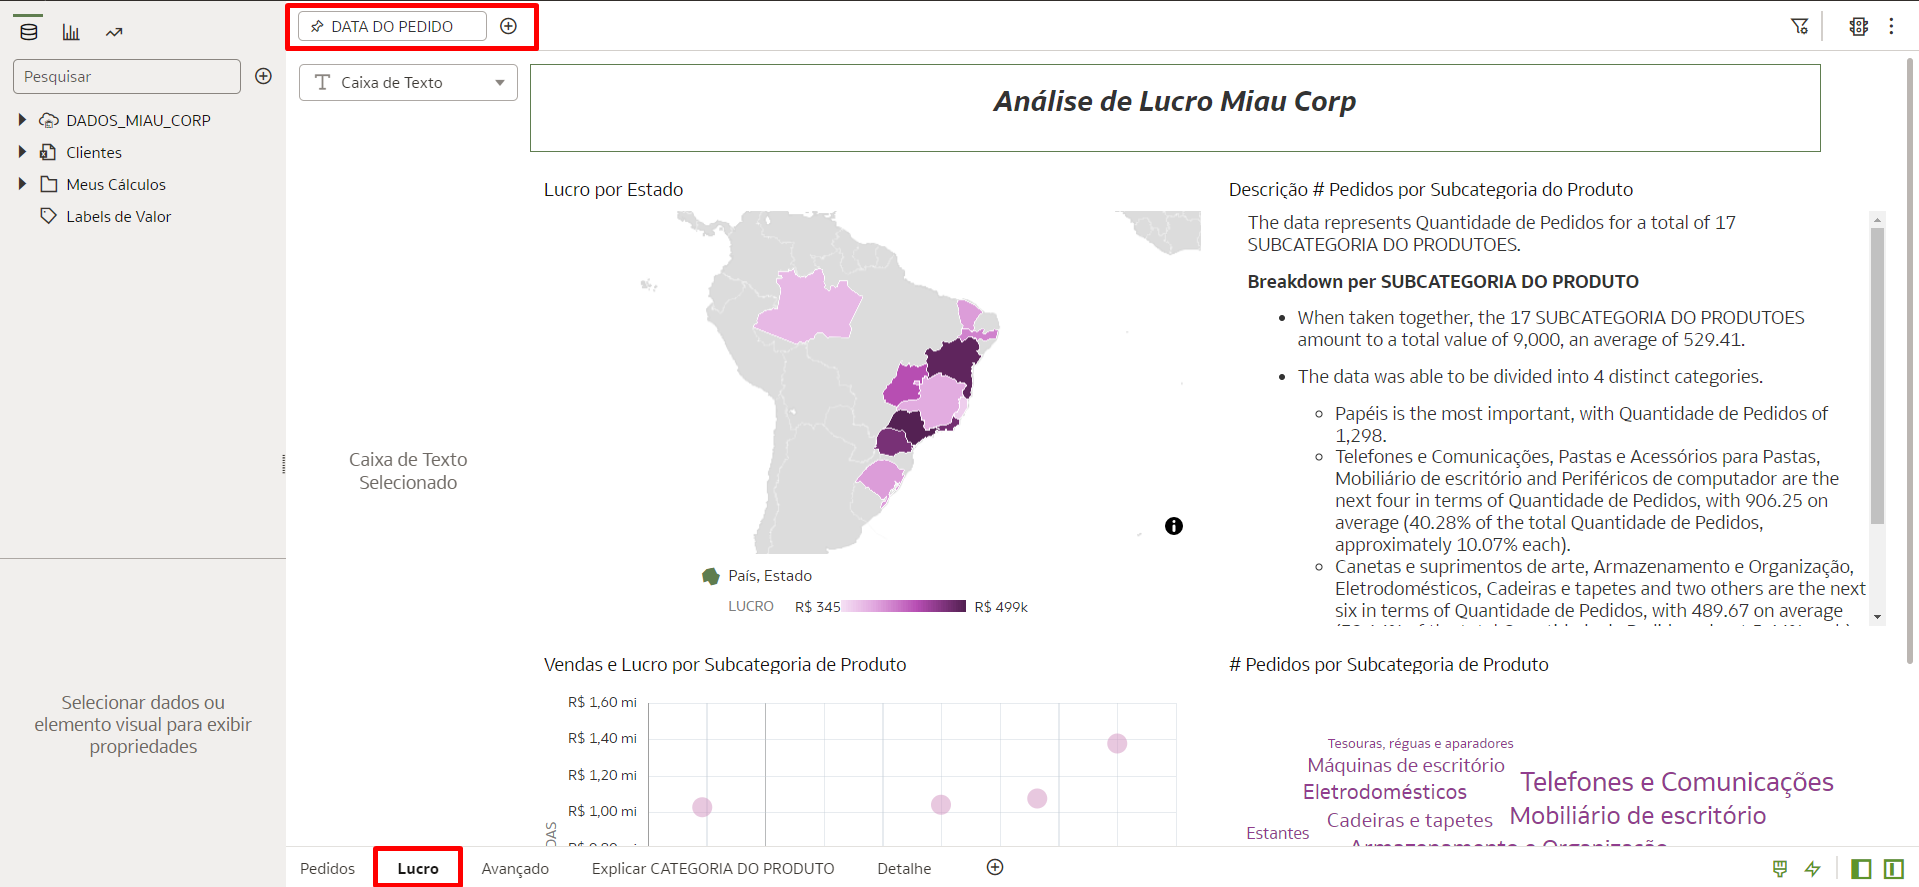 DATA DO PEDIDO
Pesquisar
DADOS_MIAU_CORP
Clientes
Meus Cálculos
Labels de Valor
Selecionar dados ou
elemento visual para exibir
propriedades
Caixa de Texto
Caixa de Texto
Selecionado
Análise de Lucro Miau Corp
Lucro por Estado
País, Estado
LUCRO R$ 345 R$ 499k
Descrição # Pedidos por Subcategoria do Produto
The data represents Quantidade de Pedidos for a total of 17
SUBCATEGORIA DO PRODUTOES.
Breakdown per SUBCATEGORIA DO PRODUTO
• When taken together, the 17 SUBCATEGORIA DO PRODUTOES
amount to a total value of 9,000, an average of 529.41.
• The data was able to be divided into 4 distinct categories.
Papéis is the most important, with Quantidade de Pedidos of
1,298.
Telefones e Comunicações, Pastas e Acessórios para Pastas,
Mobiliário de escritório and Periféricos de computador are the
next four in terms of Quantidade de Pedidos, with 906.25 on
average (40.28% of the total Quantidade de Pedidos,
approximately 10.07% each).
Canetas e suprimentos de arte, Armazenamento e Organização,
Eletrodomésticos, Cadeiras e tapetes and two others are the next
six in terms of Quantidade de Pedidos, with 489.67 on average
Vendas e Lucro por Subcategoria de Produto
R$ 1,60 mi
R$ 1,40 mi
R$ 1,20 mi
R$ 1,00 mi
# Pedidos por Subcategoria de Produto
Tesouras, réguas e aparadores
Máquinas de escritório
Telefones e Comunicações
Eletrodomésticos
Mobiliário de escritório
Cadeiras e tapetes
Estantes
Armazenamento e Organização
Pedidos
Lucro
Avançado
Explicar CATEGORIA DO PRODUTO
Detalhe